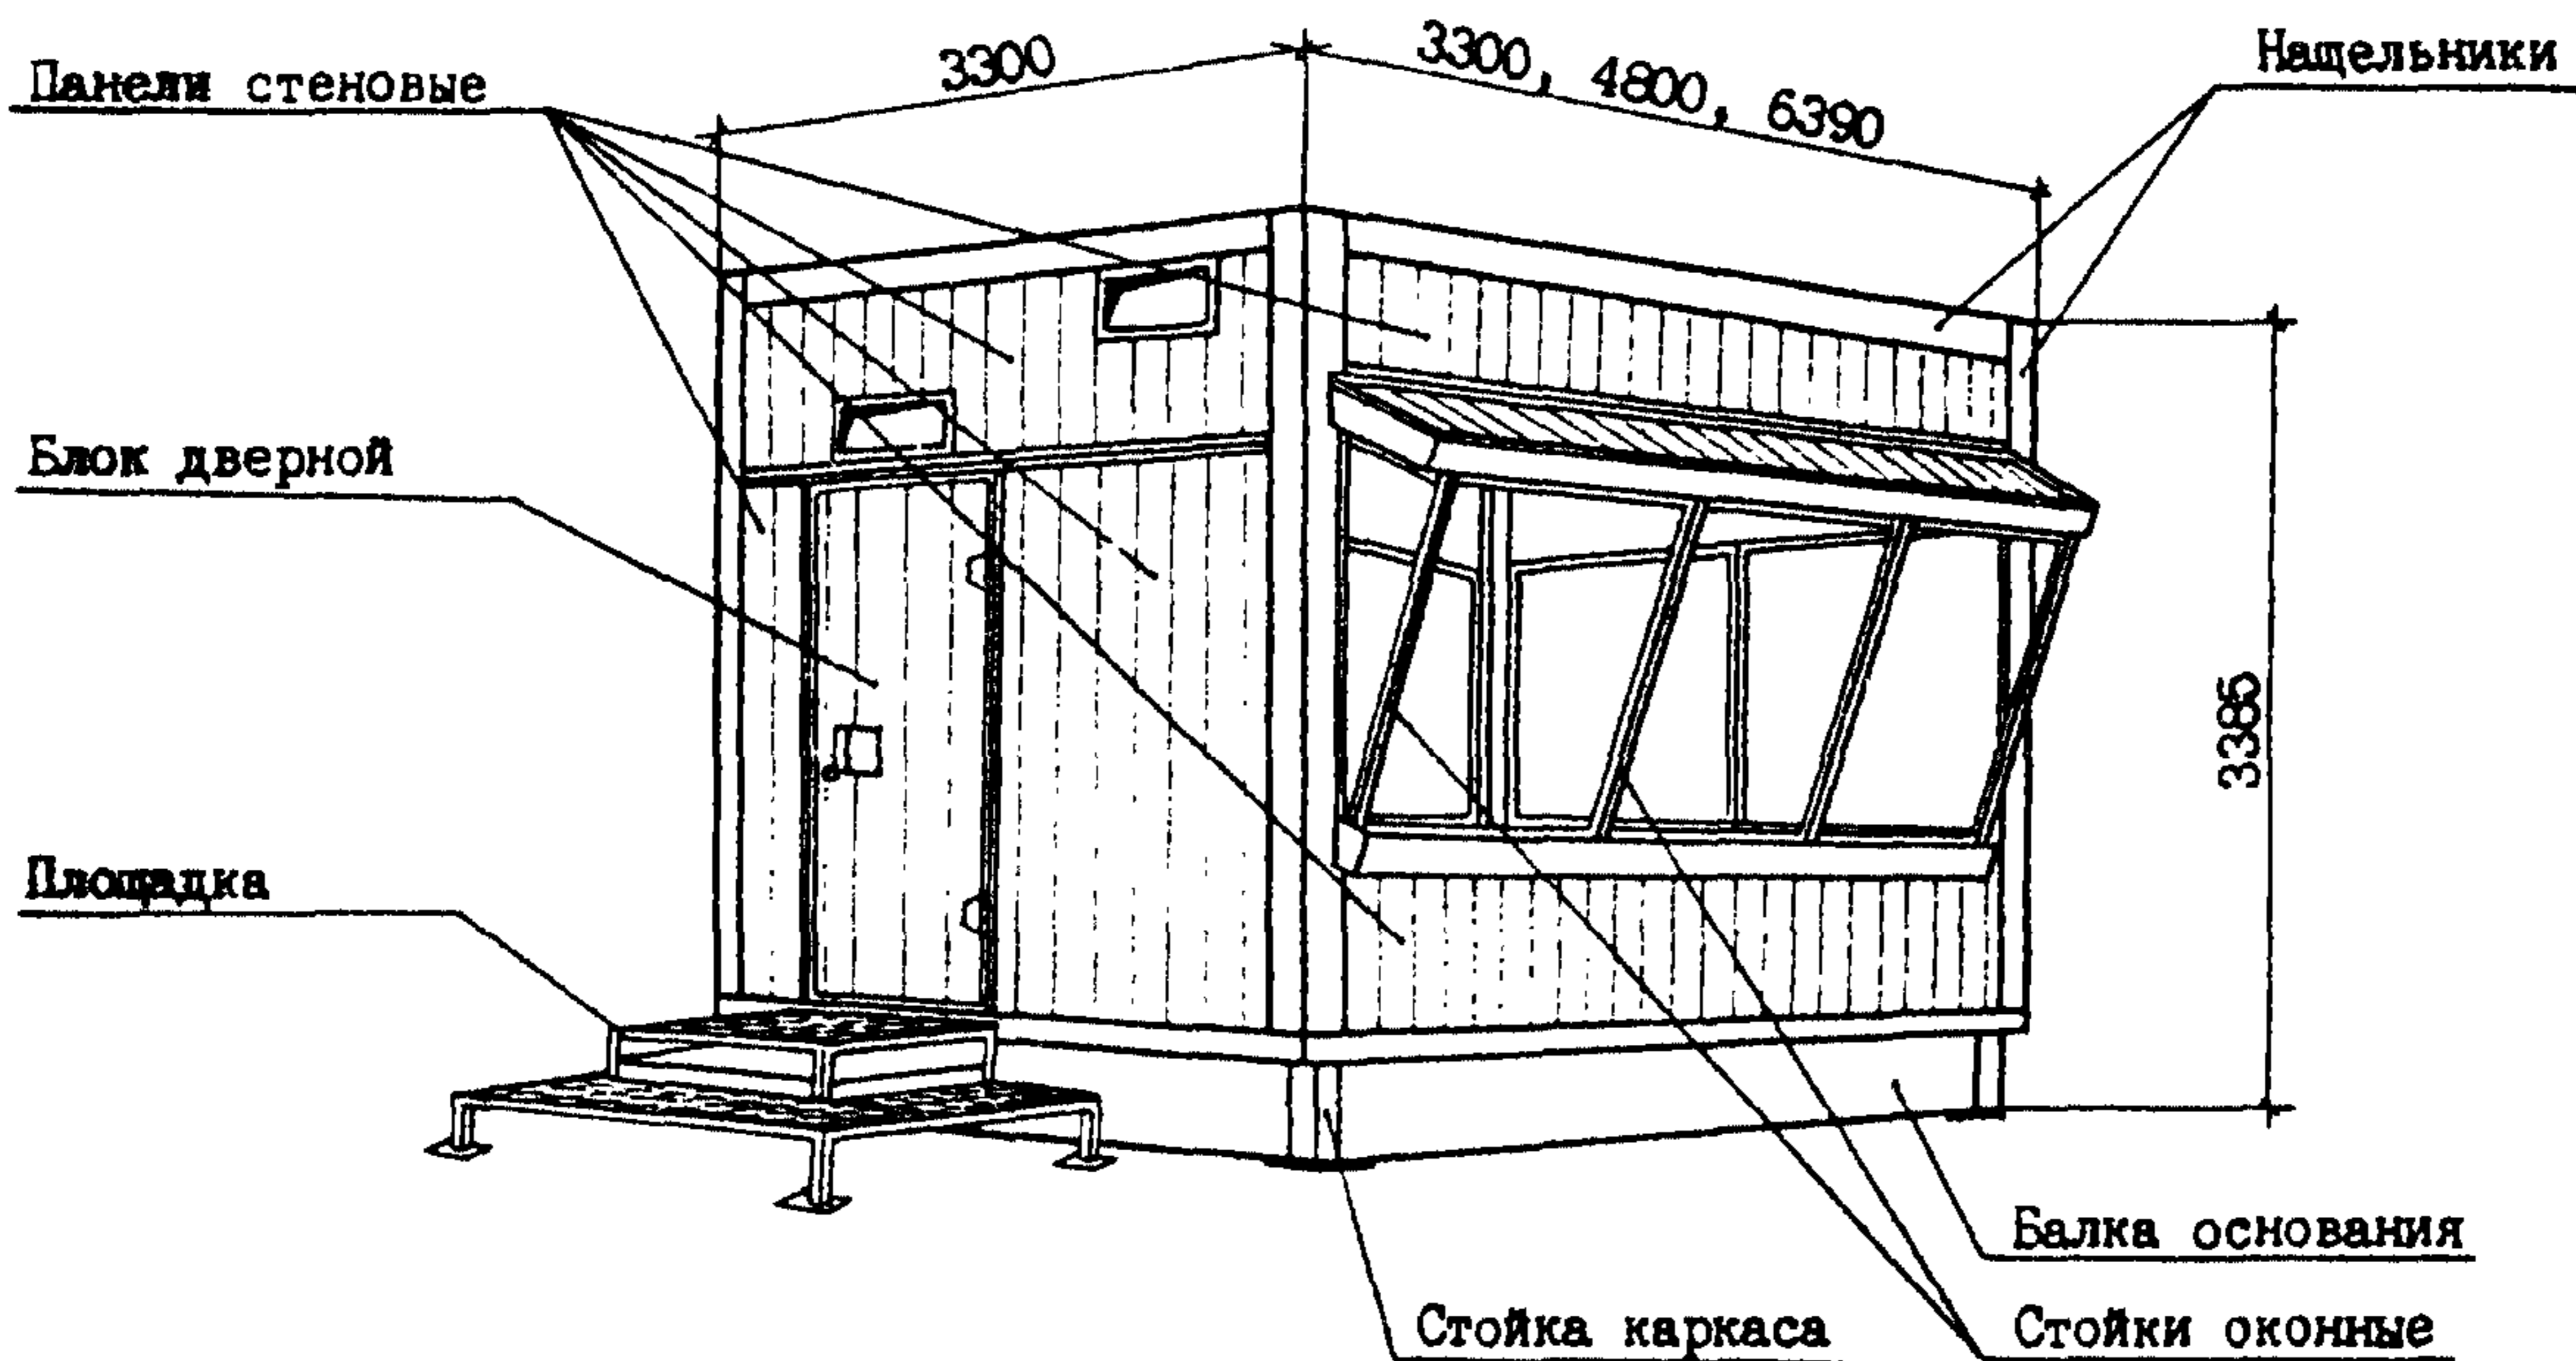 3300
3300, 4800, 6390
Нащельники
Панели стеновые
Блок дверной
3385
Площадка
Балка основания
Стойка каркаса
Стойки оконные